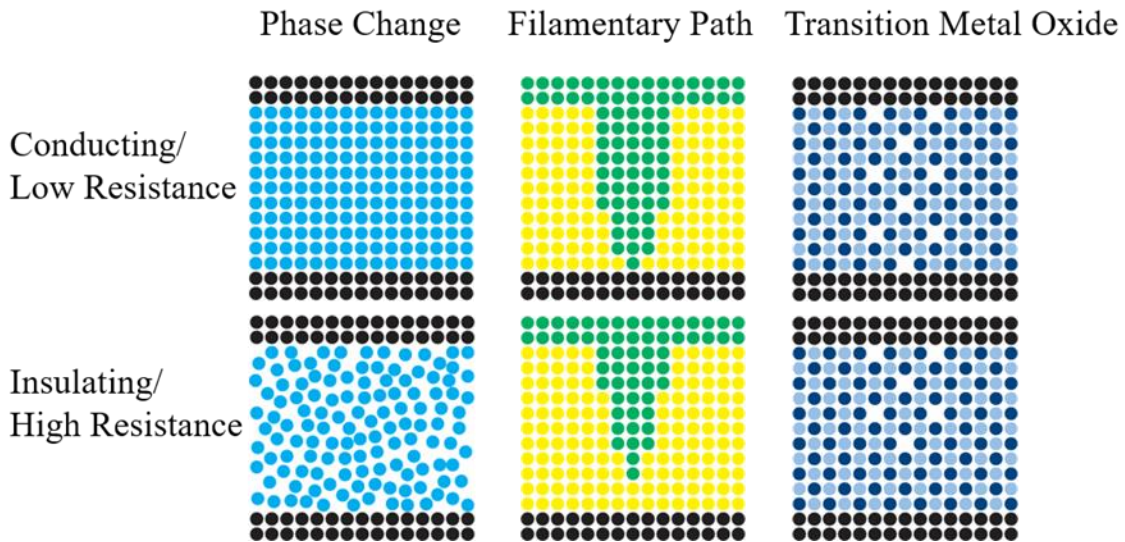 Phase Change
Filamentary Path
Transition Metal Oxide
Conducting/
Low Resistance
Insulating/
High Resistance